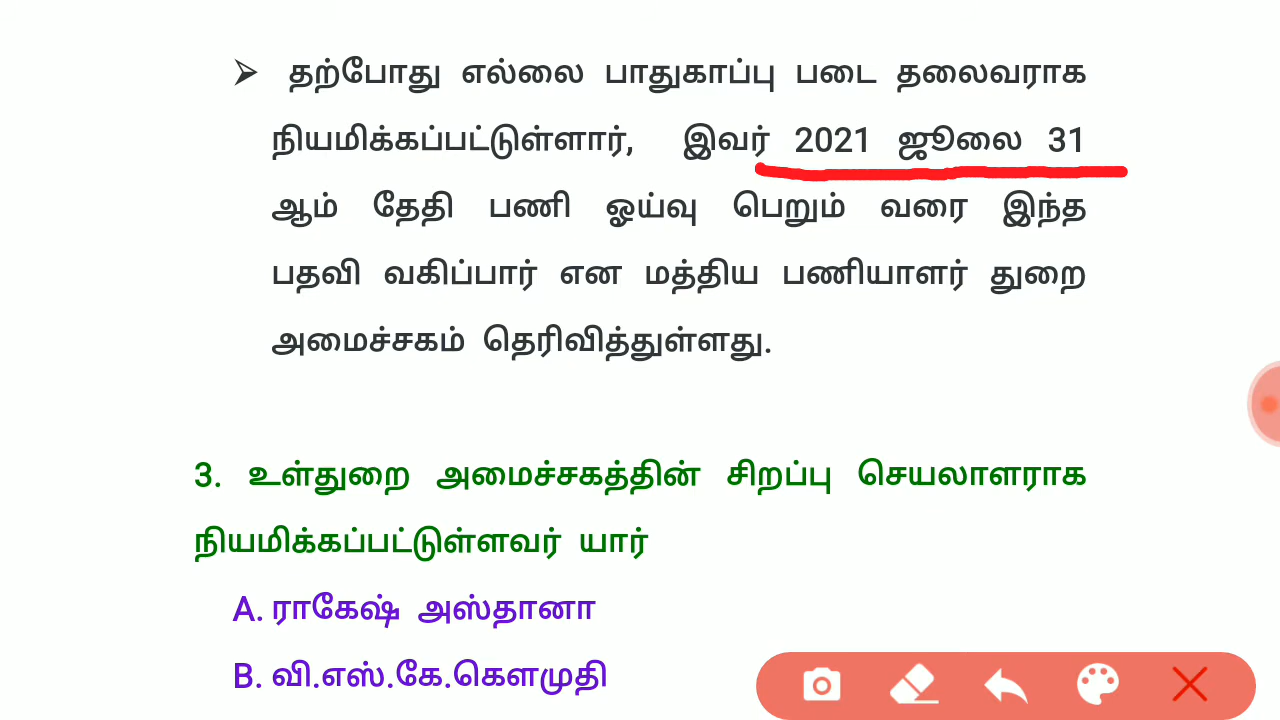 ➢ தற்போது எல்லை பாதுகாப்பு படை தலைவராக
நியமிக்கப்பட்டுள்ளார், இவர் 2021 ஜூலை 31
ஆம் தேதி பணி ஓய்வு பெறும் வரை இந்த
பதவி வகிப்பார் என மத்திய பணியாளர் துறை
அமைச்சகம் தெரிவித்துள்ளது.
3. உள்துறை அமைச்சகத்தின் சிறப்பு செயலாளராக
நியமிக்கப்பட்டுள்ளவர் யார்
A. ராகேஷ் அஸ்தானா
B. வி.எஸ்.கே.கௌமுதி